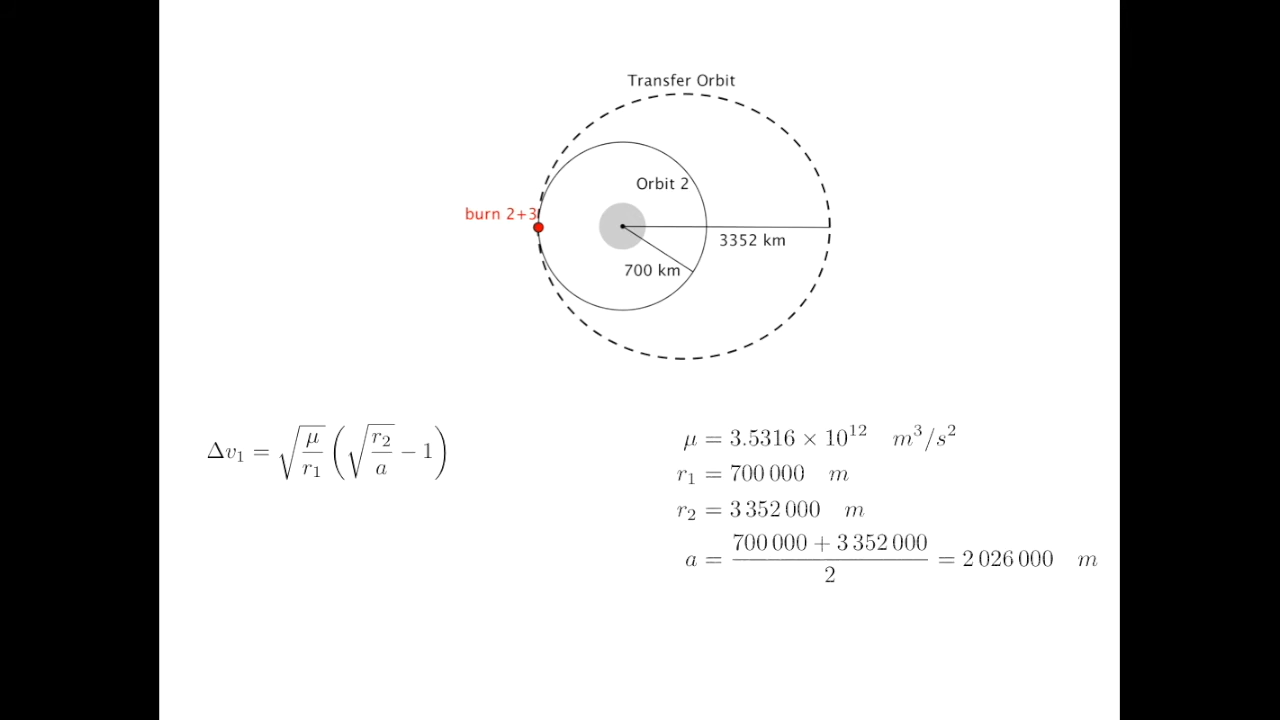 Transfer Orbit
Orbit 2
burn 2+3
3352 km
700 km
Δv₁ = √(μ/r₁) (√(r₂/a) − 1)
μ = 3.5316 × 10¹² m³/s²
r₁ = 700 000 m
r₂ = 3 352 000 m
a = (700 000 + 3 352 000)/2 = 2 026 000 m